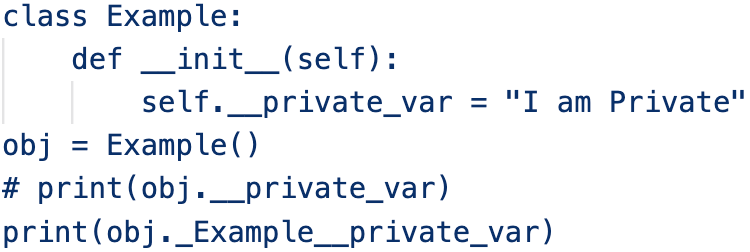 class Example:
    def __init__(self):
        self.__private_var = "I am Private"
obj = Example()
# print(obj.__private_var)
print(obj._Example__private_var)